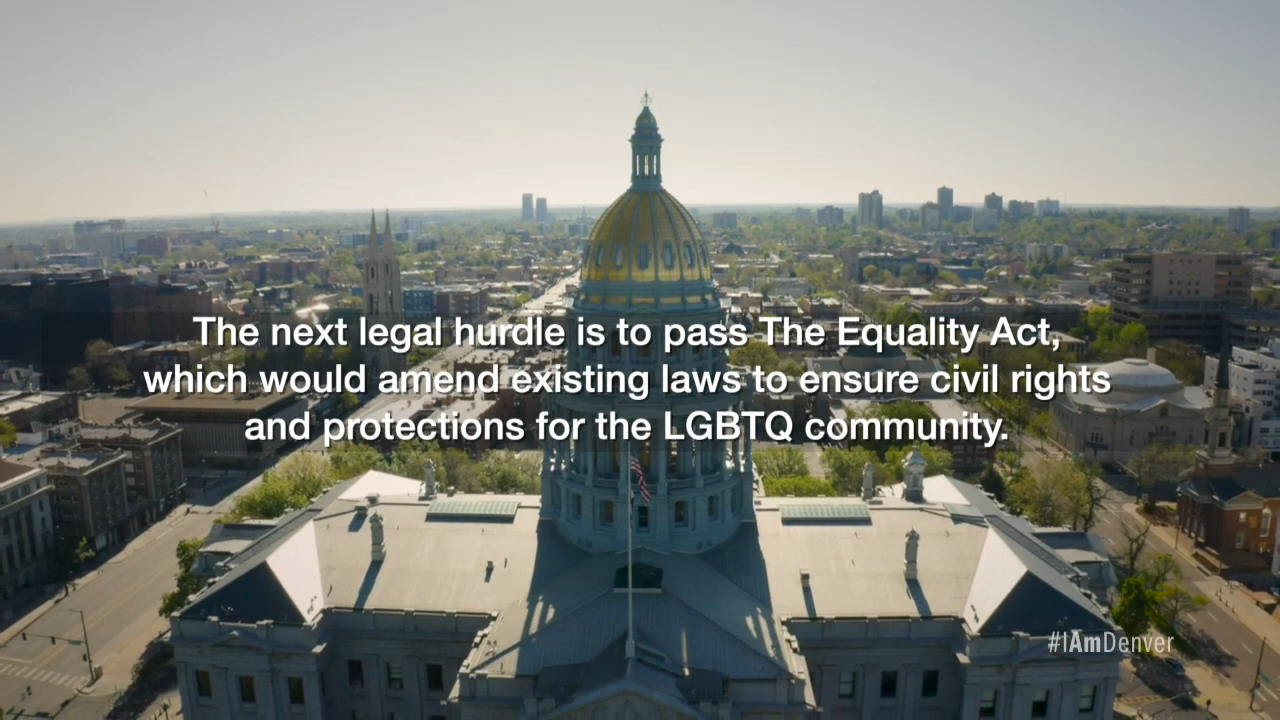 The next legal hurdle is to pass The Equality Act,
which would amend existing laws to ensure civil rights
and protections for the LGBTQ community.
#IAmDenver